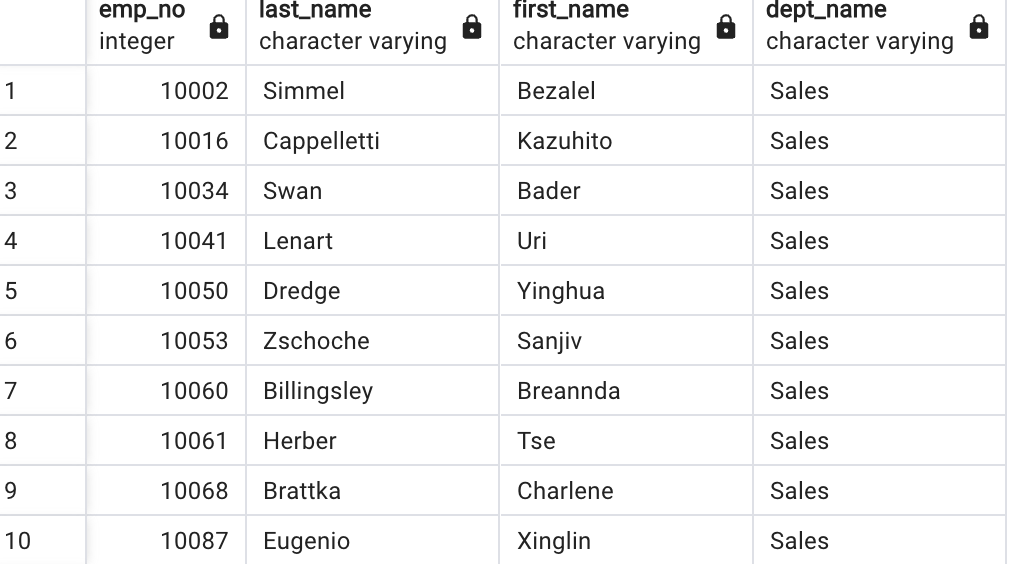 emp_no last_name first_name dept_name
integer character varying character varying character varying
1 10002 Simmel Bezalel Sales
2 10016 Cappelletti Kazuhito Sales
3 10034 Swan Bader Sales
4 10041 Lenart Uri Sales
5 10050 Dredge Yinghua Sales
6 10053 Zschoche Sanjiv Sales
7 10060 Billingsley Breannda Sales
8 10061 Herber Tse Sales
9 10068 Brattka Charlene Sales
10 10087 Eugenio Xinglin Sales